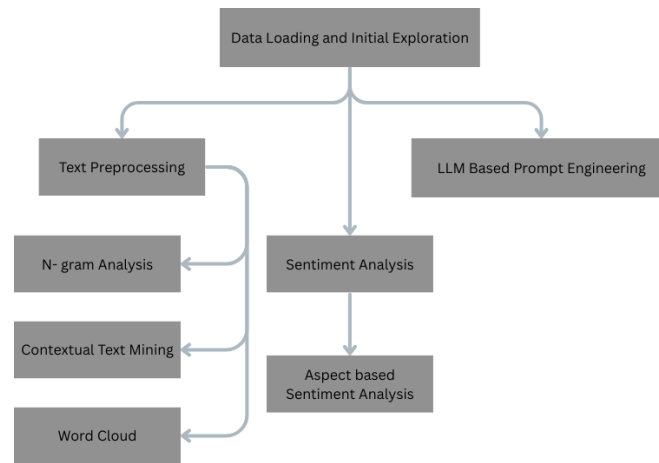 Data Loading and Initial Exploration
Text Preprocessing
LLM Based Prompt Engineering
N- gram Analysis
Sentiment Analysis
Contextual Text Mining
Aspect based
Sentiment Analysis
Word Cloud